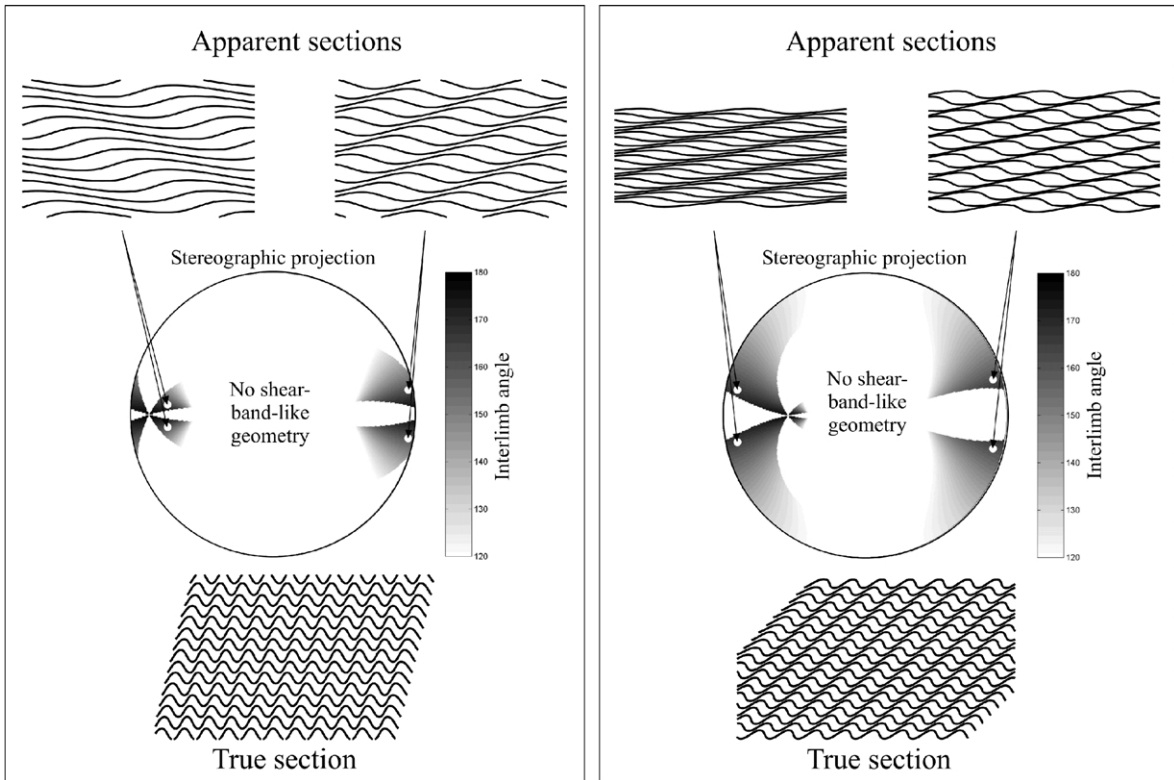 Apparent sections
Stereographic projection
180
170
160
150
140
130
120
Interlimb angle
No shear-
band-like
geometry
True section
Apparent sections
Stereographic projection
180
170
160
150
140
130
120
Interlimb angle
No shear-
band-like
geometry
True section